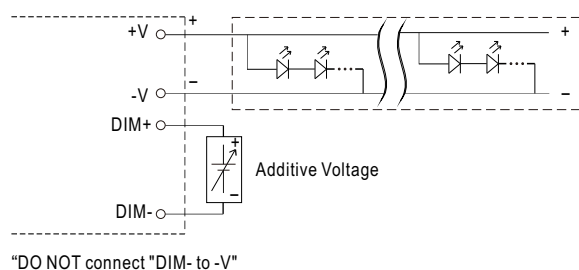 +V + +
-V - -
DIM+
+
Additive Voltage
-
DIM-
“DO NOT connect "DIM- to -V"